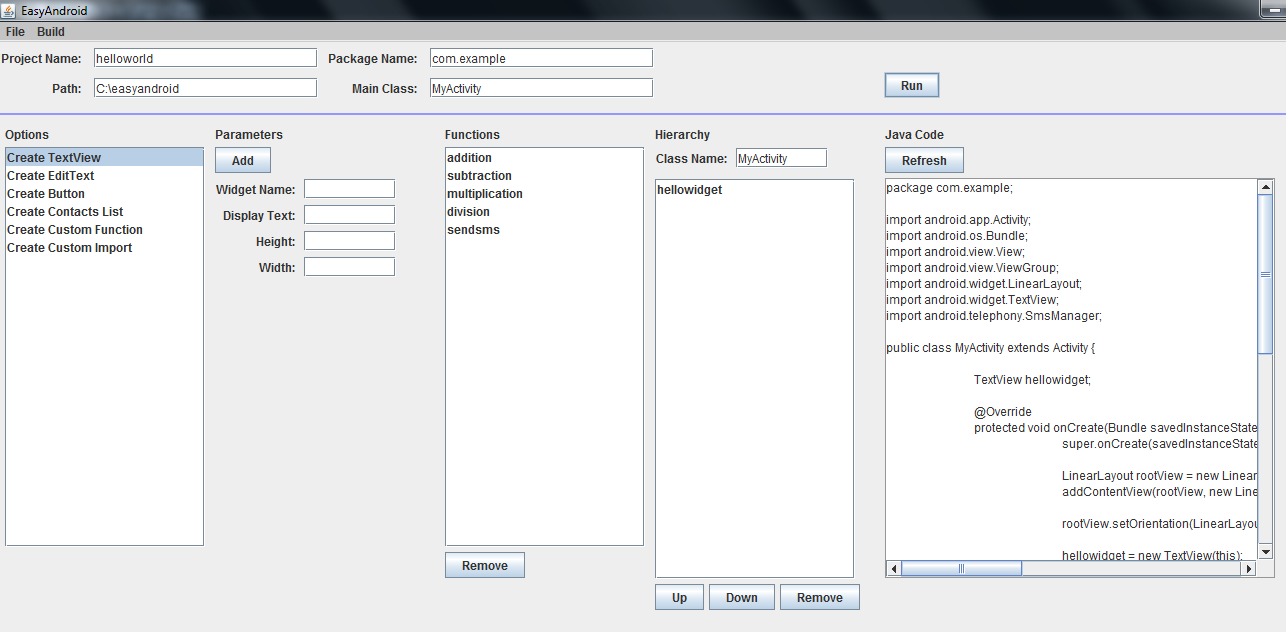 EasyAndroid
File Build
Project Name: helloworld Package Name: com.example
Path: C:\easyandroid Main Class: MyActivity
Run
Options
Create TextView
Create EditText
Create Button
Create Contacts List
Create Custom Function
Create Custom Import
Parameters
Add
Widget Name:
Display Text:
Height:
Width:
Functions
addition
subtraction
multiplication
division
sendsms
Remove
Hierarchy
Class Name: MyActivity
hellowidget
Up Down Remove
Java Code
Refresh
package com.example;
import android.app.Activity;
import android.os.Bundle;
import android.view.View;
import android.view.ViewGroup;
import android.widget.LinearLayout;
import android.widget.TextView;
import android.telephony.SmsManager;
public class MyActivity extends Activity {
TextView hellowidget;
@Override
protected void onCreate(Bundle savedInstanceState
super.onCreate(savedInstanceState
LinearLayout rootView = new Linear
addContentView(rootView, new Line
rootView.setOrientation(LinearLayou
hellowidget = new TextView(this);